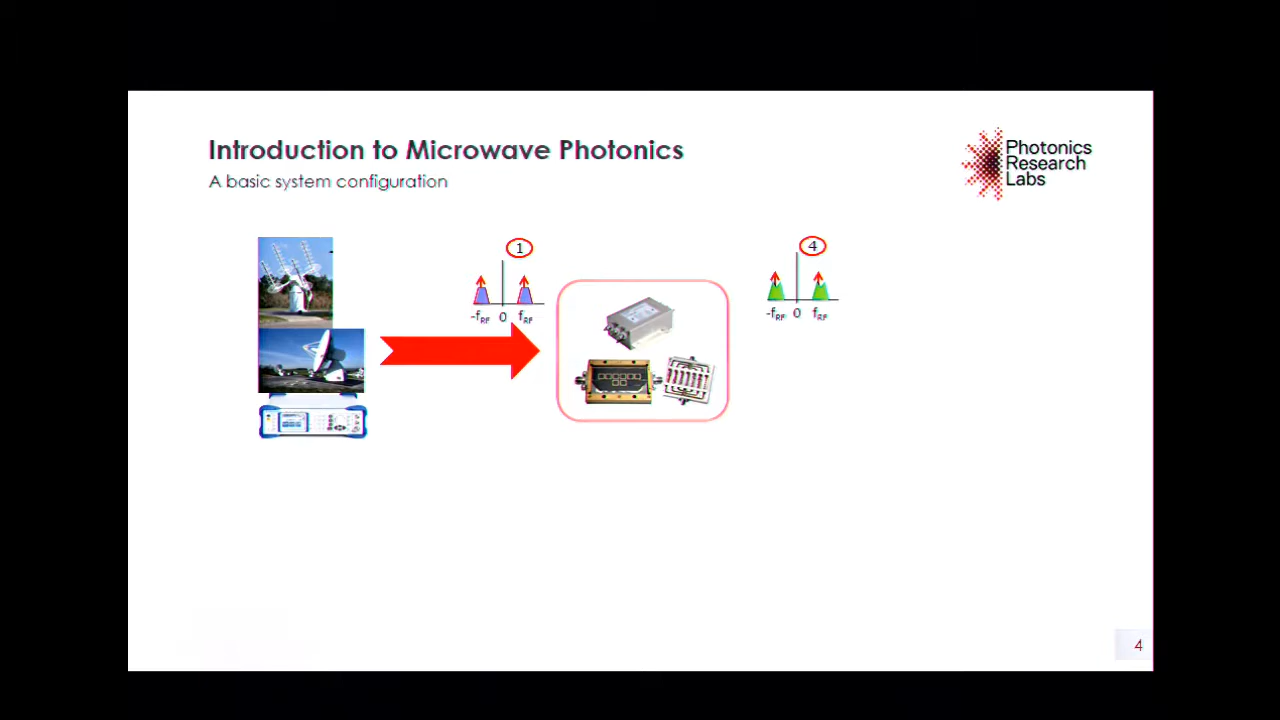 Introduction to Microwave Photonics
A basic system configuration
Photonics
Research
Labs
1
-fRF 0 fRF
4
-fRF 0 fRF
4